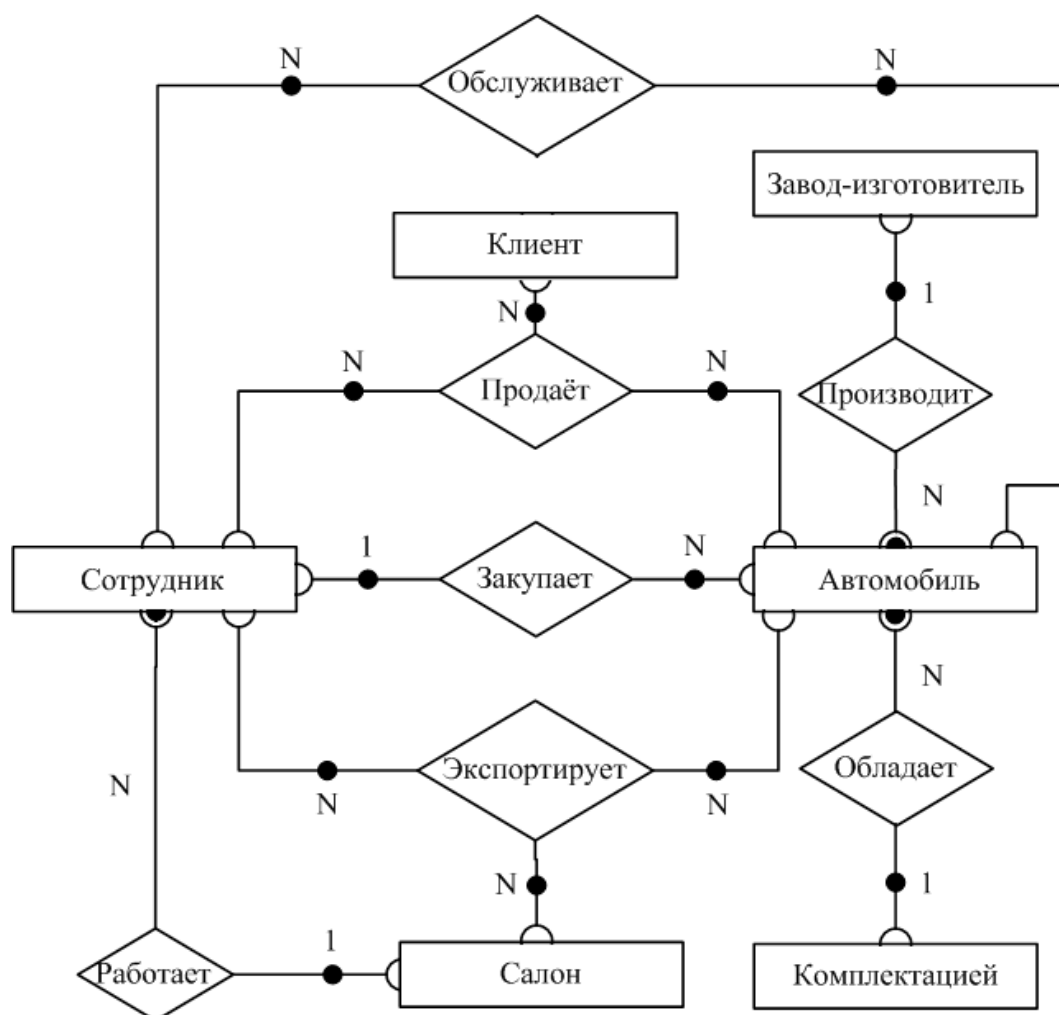 N
N
Обслуживает
Завод-изготовитель
Клиент
1
N
N
N
Продаёт
Производит
N
Сотрудник
1
Закупает
N
Автомобиль
N
N
Экспортирует
Обладает
N
N
N
N
1
Работает
1
Салон
Комплектацией